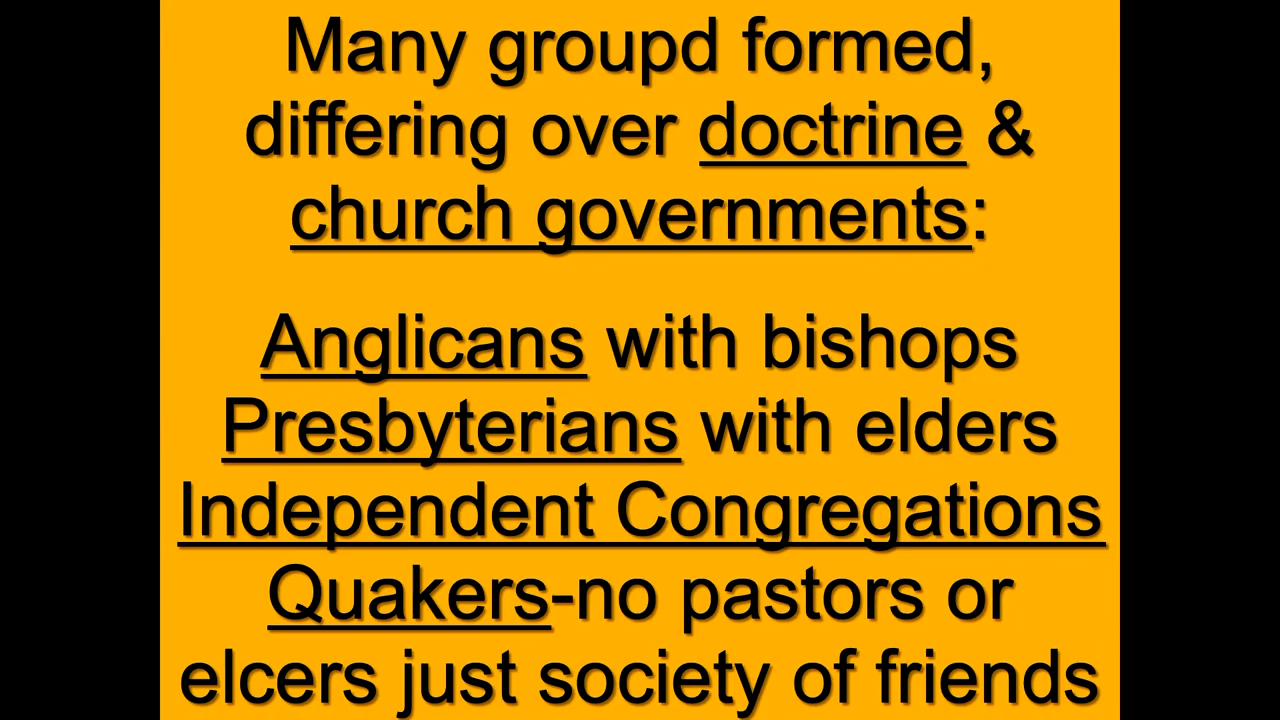 Many groupd formed,
differing over doctrine &
church governments:
Anglicans with bishops
Presbyterians with elders
Independent Congregations
Quakers-no pastors or
elcers just society of friends